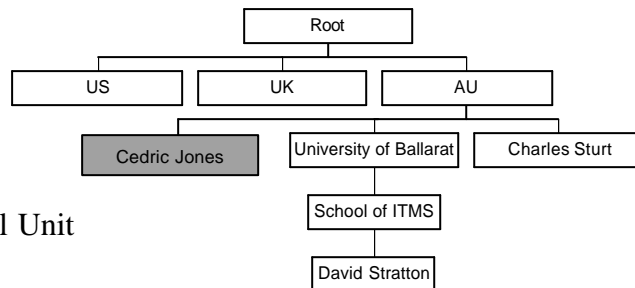 Root
US
UK
AU
Cedric Jones
University of Ballarat
Charles Sturt
School of ITMS
l Unit
David Stratton